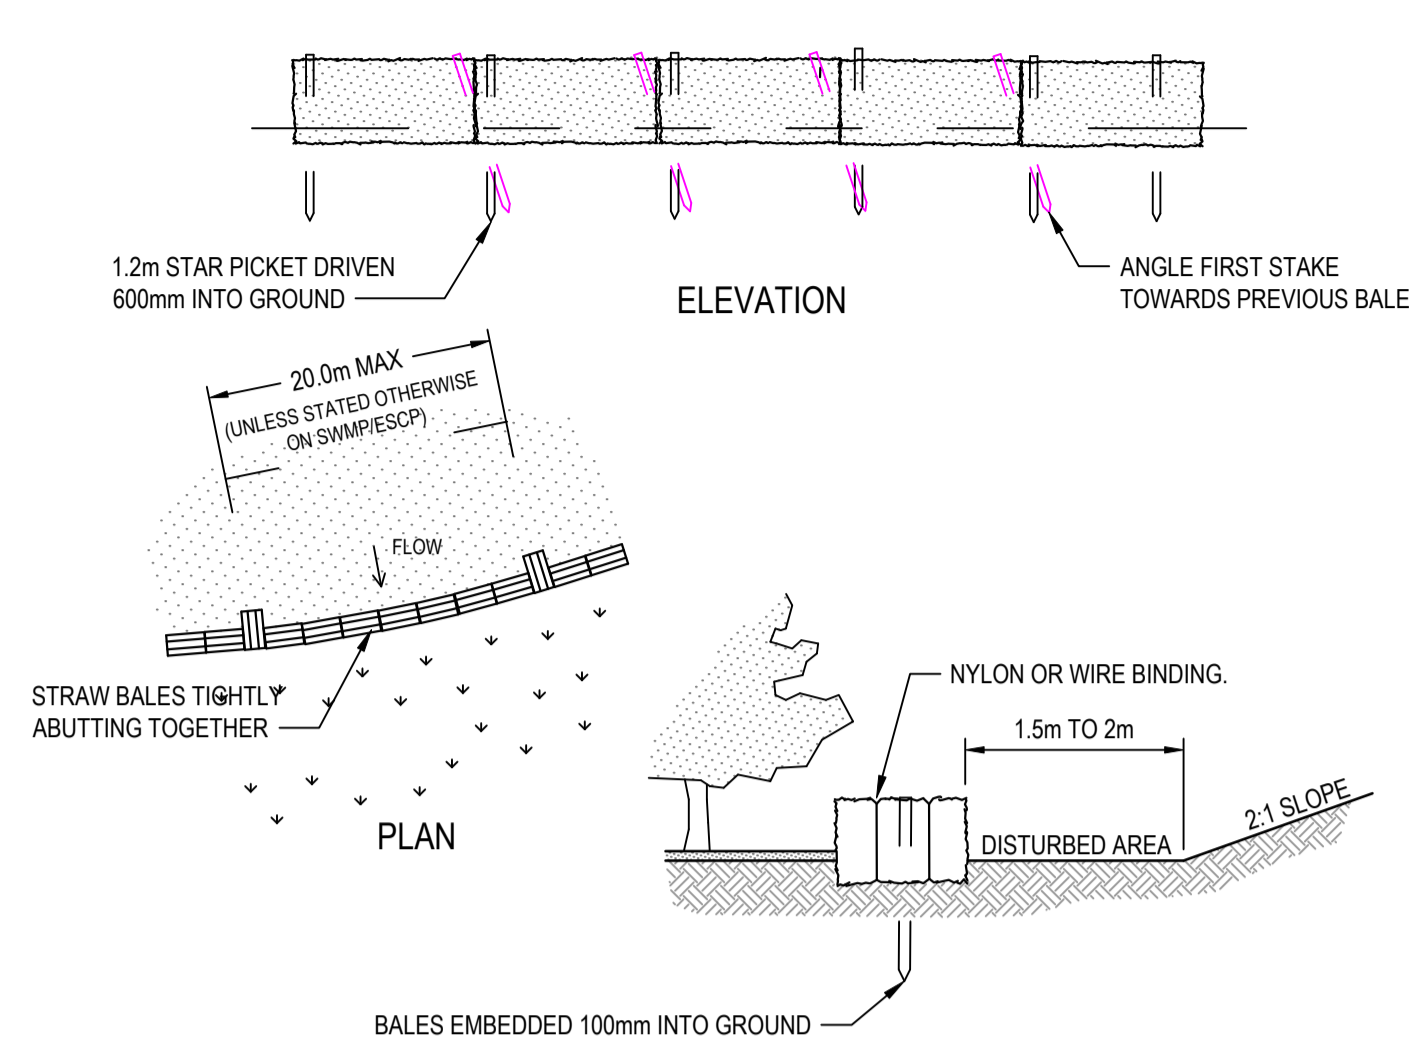 1.2m STAR PICKET DRIVEN
600mm INTO GROUND
ELEVATION
ANGLE FIRST STAKE
TOWARDS PREVIOUS BALE
20.0m MAX
(UNLESS STATED OTHERWISE
ON SWMP/ESCP)
FLOW
STRAW BALES TIGHTLY
ABUTTING TOGETHER
PLAN
NYLON OR WIRE BINDING.
1.5m TO 2m
2:1 SLOPE
DISTURBED AREA
BALES EMBEDDED 100mm INTO GROUND